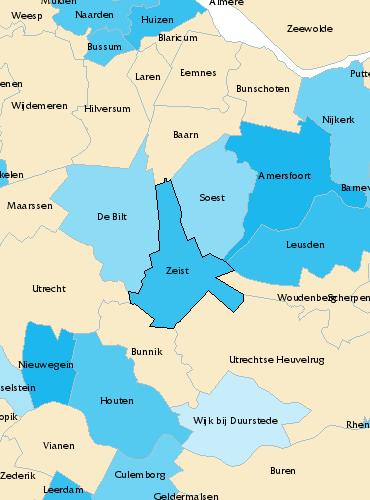 Muiden
Almere
Weesp
Naarden
Huizen
Zeewolde
Blaricum
Bussum
Laren
Eemnes
Putte
enen
Bunschoten
Wijdemeren
Hilversum
Nijkerk
Baarn
kelen
Amersfoort
Barnev
Soest
Maarssen
De Bilt
Leusden
Zeist
Utrecht
Woudenberg
Scherpen
Bunnik
Utrechtse Heuvelrug
Nieuwegein
sselstein
Houten
opik
Wijk bij Duurstede
Rhen
Vianen
Zederik
Culemborg
Buren
Leerdam
Geldermalsen